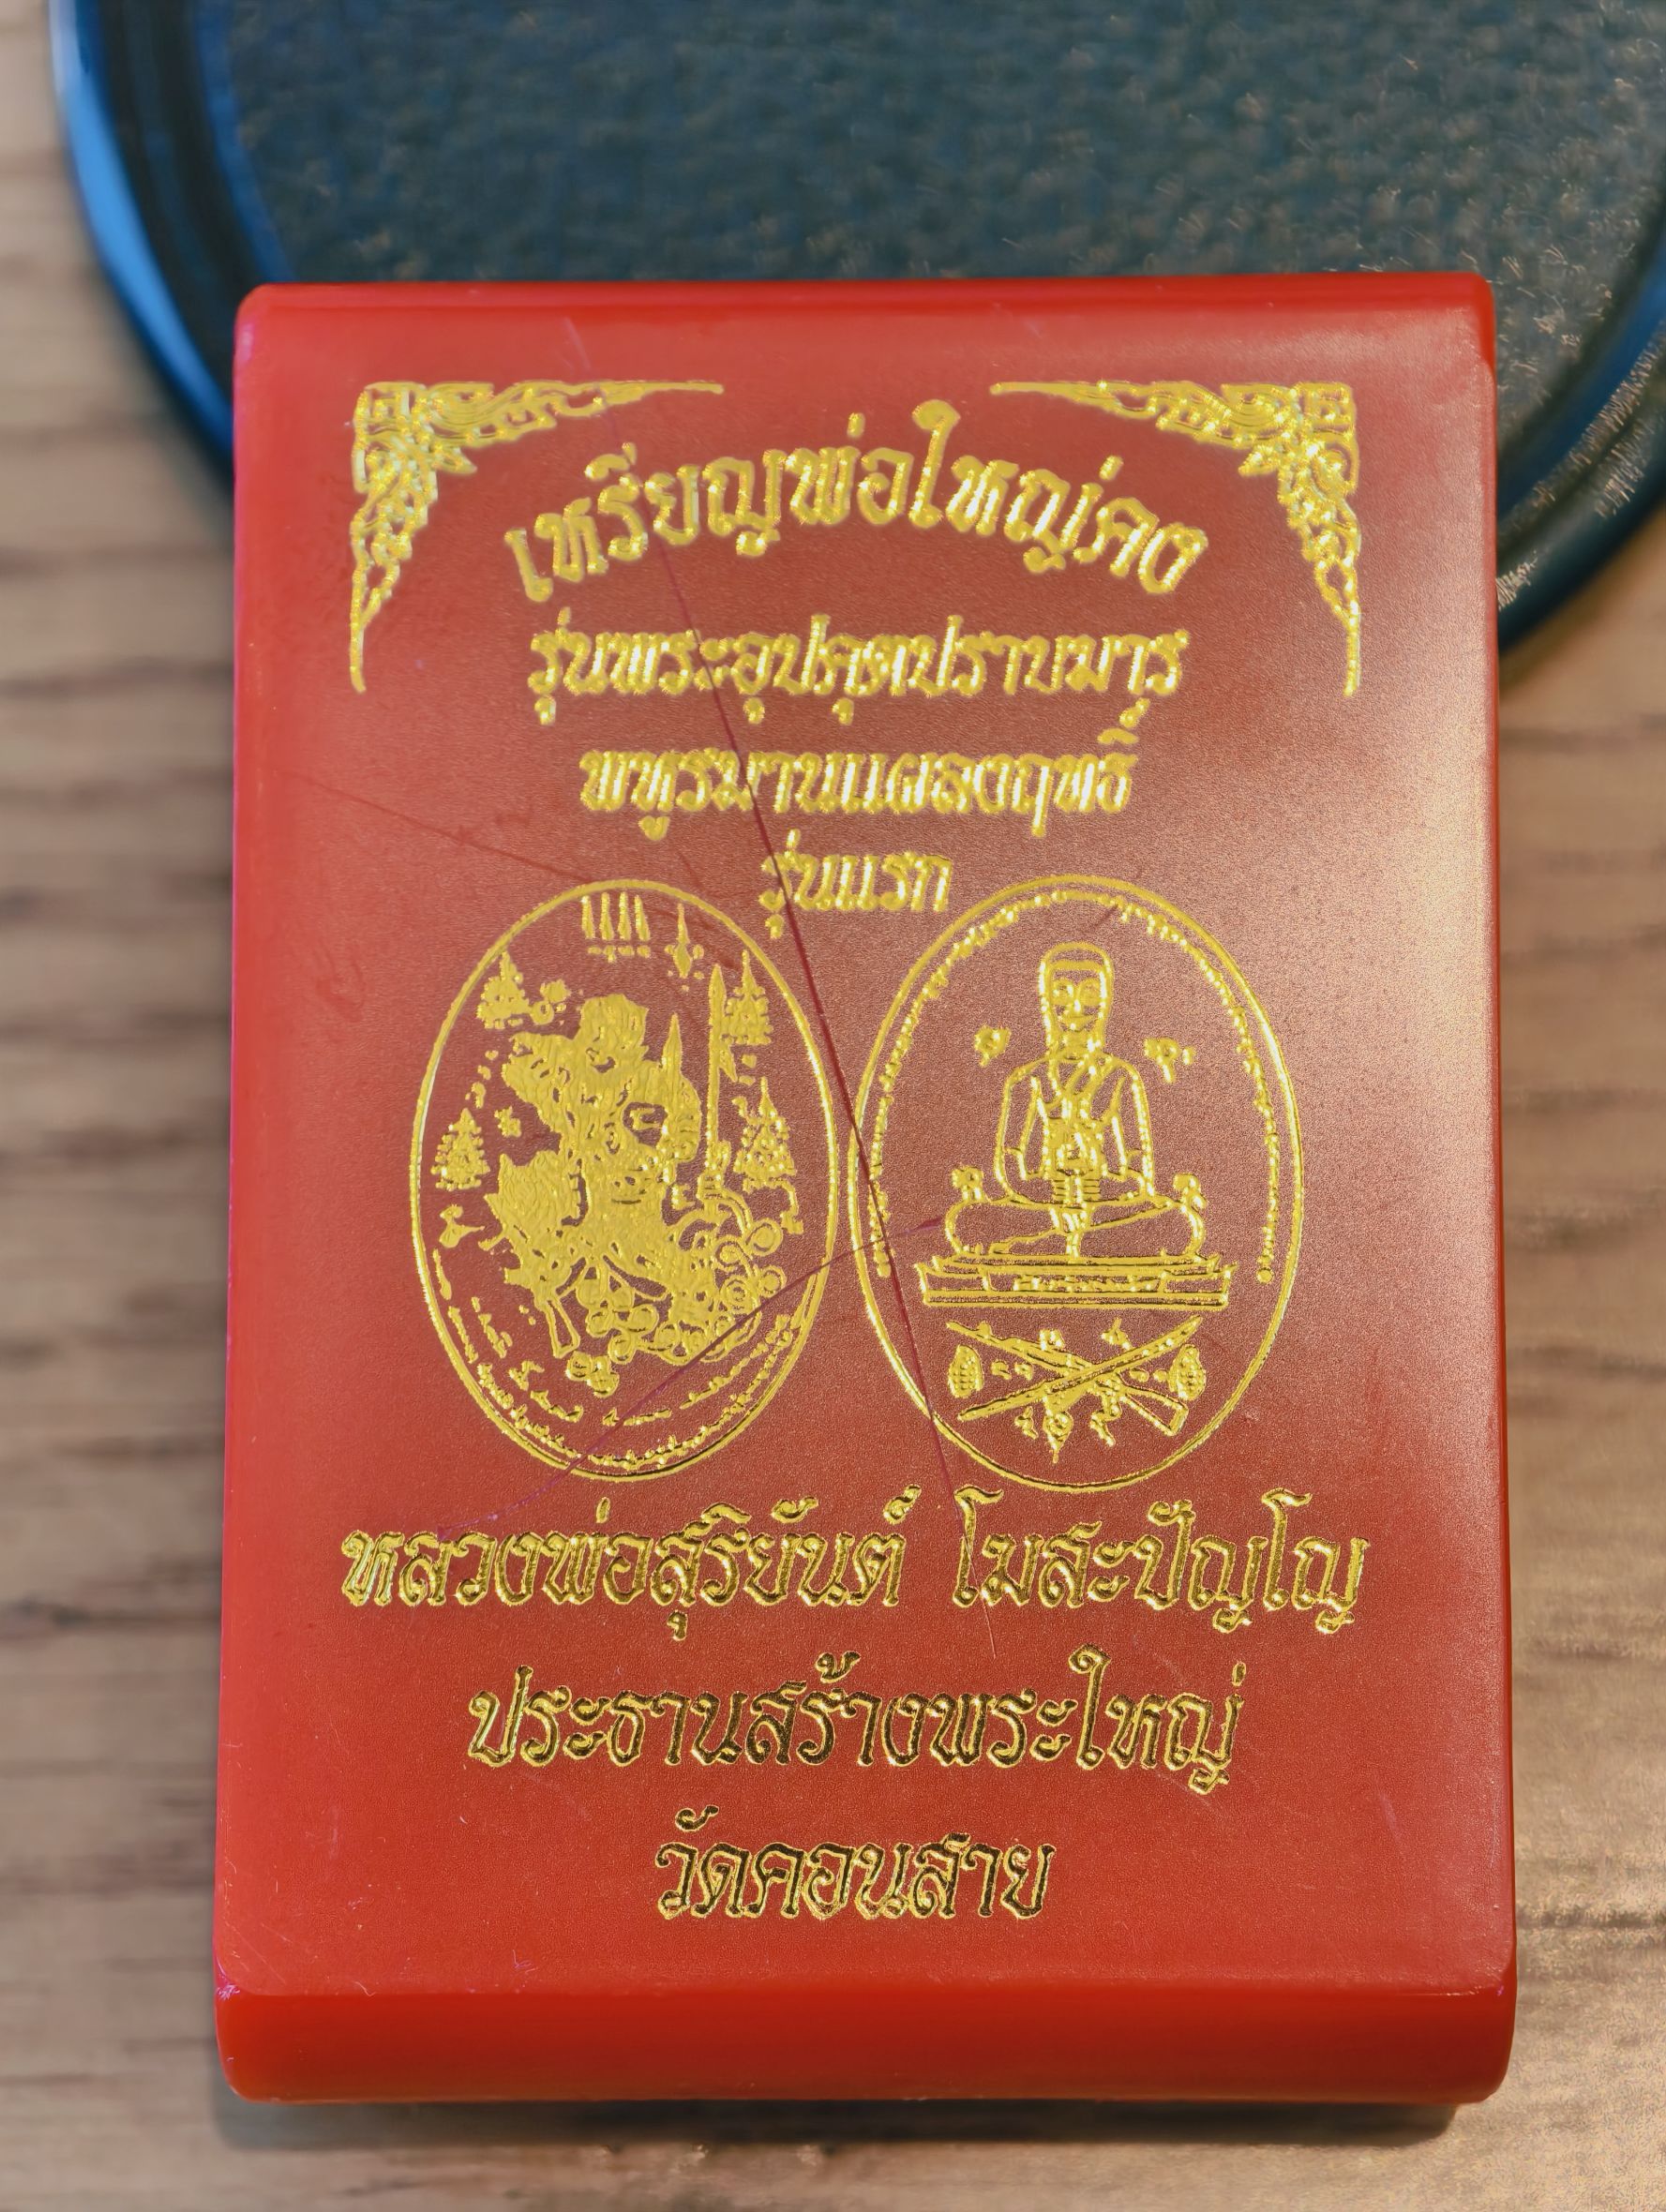 เหรียญพ่อใหญ่คง
รุ่นพระอุปคุตปราบมาร
พหูรมานแผลงฤทธิ์
รุ่นแรก
หลวงพ่อสุริยันต์ โฆสะปัญโญ
ประธานสร้างพระใหญ่
วัดคอนสาย